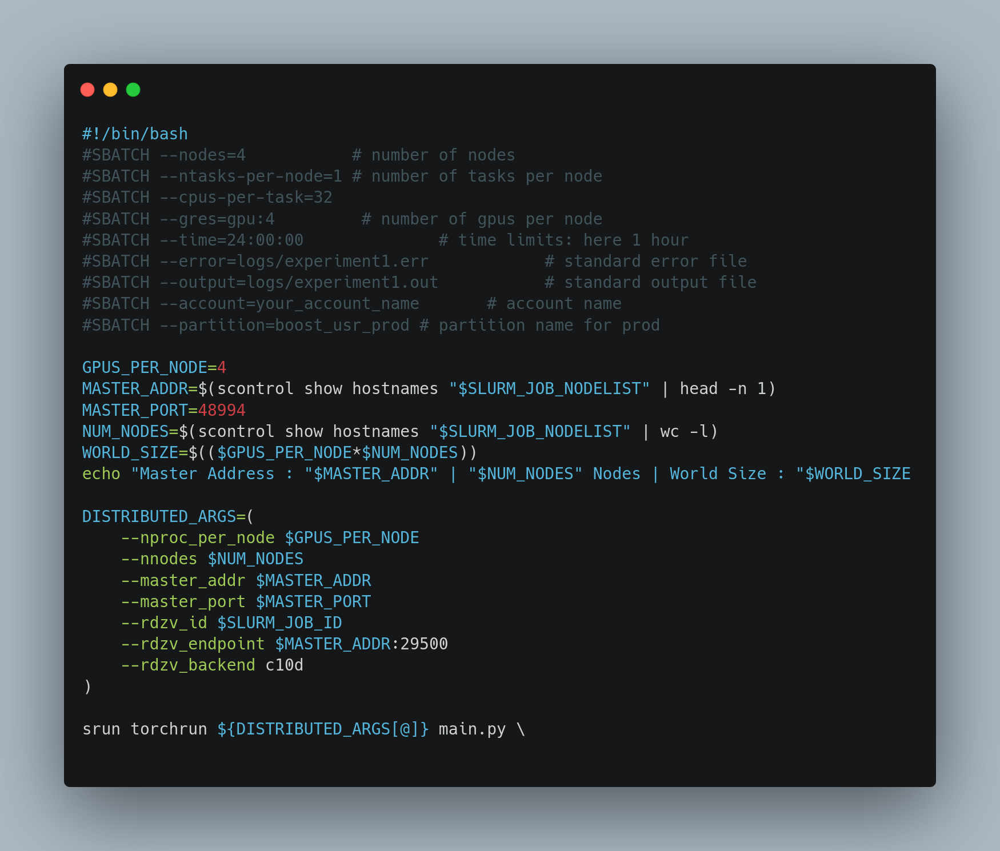 #!/bin/bash
#SBATCH --nodes=4           # number of nodes
#SBATCH --ntasks-per-node=1 # number of tasks per node
#SBATCH --cpus-per-task=32
#SBATCH --gres=gpu:4         # number of gpus per node
#SBATCH --time=24:00:00              # time limits: here 1 hour
#SBATCH --error=logs/experiment1.err            # standard error file
#SBATCH --output=logs/experiment1.out           # standard output file
#SBATCH --account=your_account_name       # account name
#SBATCH --partition=boost_usr_prod # partition name for prod

GPUS_PER_NODE=4
MASTER_ADDR=$(scontrol show hostnames "$SLURM_JOB_NODELIST" | head -n 1)
MASTER_PORT=48994
NUM_NODES=$(scontrol show hostnames "$SLURM_JOB_NODELIST" | wc -l)
WORLD_SIZE=$(($GPUS_PER_NODE*$NUM_NODES))
echo "Master Address : "$MASTER_ADDR" | "$NUM_NODES" Nodes | World Size : "$WORLD_SIZE

DISTRIBUTED_ARGS=(
    --nproc_per_node $GPUS_PER_NODE
    --nnodes $NUM_NODES
    --master_addr $MASTER_ADDR
    --master_port $MASTER_PORT
    --rdzv_id $SLURM_JOB_ID
    --rdzv_endpoint $MASTER_ADDR:29500
    --rdzv_backend c10d
)

srun torchrun ${DISTRIBUTED_ARGS[@]} main.py \